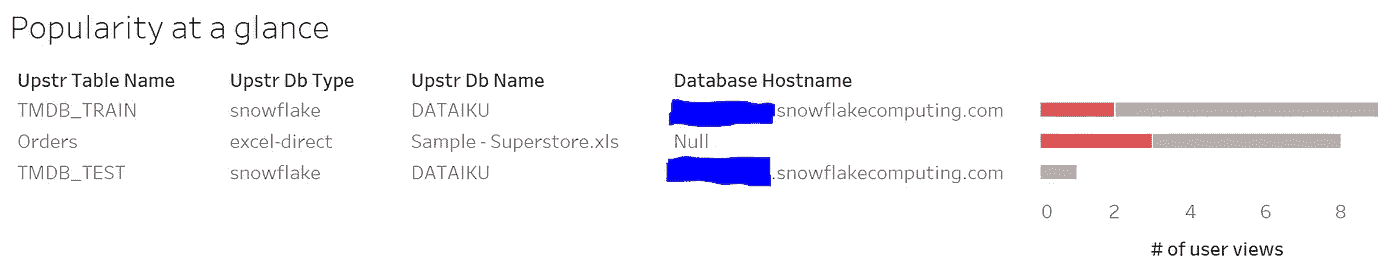 Popularity at a glance
Upstr Table Name Upstr Db Type Upstr Db Name Database Hostname
TMDB_TRAIN snowflake DATAIKU .snowflakecomputing.com
Orders excel-direct Sample - Superstore.xls Null
TMDB_TEST snowflake DATAIKU .snowflakecomputing.com
0 2 4 6 8
# of user views